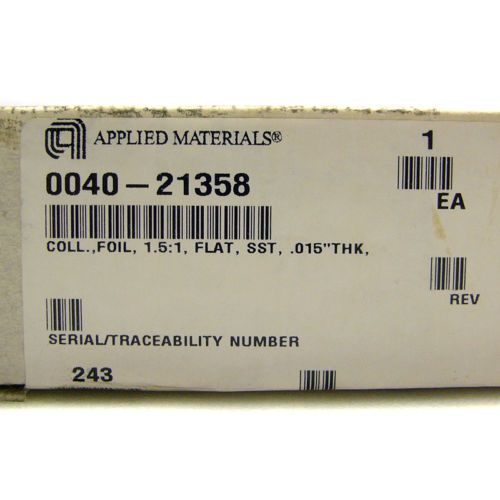 APPLIED MATERIALS® 1
0040-21358
EA
COLL.,FOIL, 1.5:1, FLAT, SST, .015"THK,
REV
SERIAL/TRACEABILITY NUMBER
243